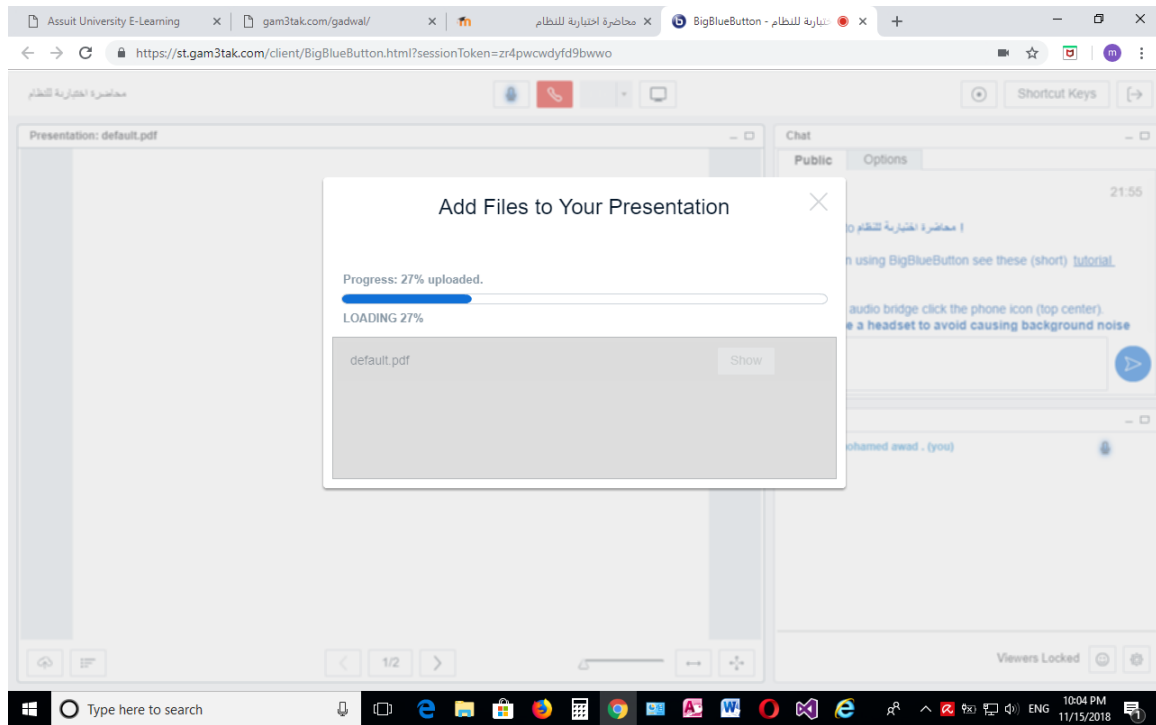 Assuit University E-Learning
gam3tak.com/gadwal/
محاضرة اختيارية للنظام
BigBlueButton - ختيارية للنظام
https://st.gam3tak.com/client/BigBlueButton.html?sessionToken=zr4pwcwdyfd9bwwo
m
محاضرة اختيارية للنظام
Shortcut Keys
Presentation: default.pdf
Chat
Public
Options
21:55
Add Files to Your Presentation
o محاضرة اختيارية للنظام !
n using BigBlueButton see these (short) tutorial
Progress: 27% uploaded.
audio bridge click the phone icon (top center).
LOADING 27%
e a headset to avoid causing background noise
default.pdf
Show
ohamed awad . (you)
1/2
Viewers Locked
Type here to search
ENG
10:04 PM
11/15/2018
1